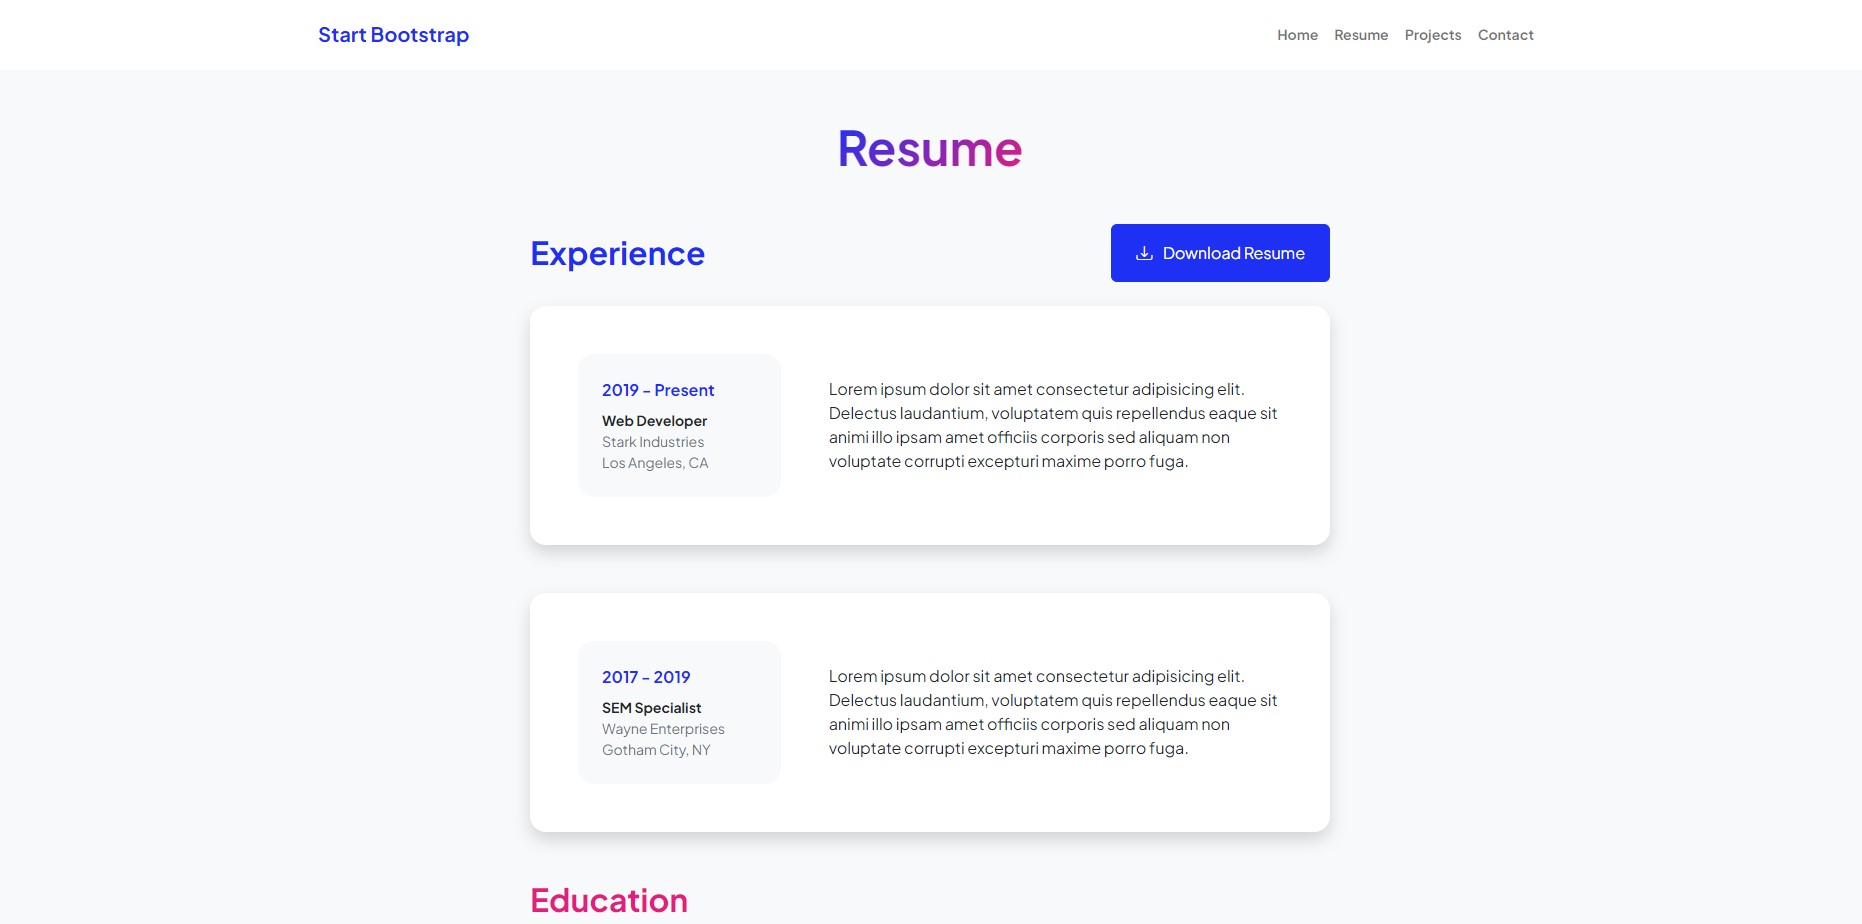 Start Bootstrap
Home Resume Projects Contact
Resume
Experience
Download Resume
2019 - Present
Web Developer
Stark Industries
Los Angeles, CA
Lorem ipsum dolor sit amet consectetur adipisicing elit.
Delectus laudantium, voluptatem quis repellendus eaque sit
animi illo ipsam amet officiis corporis sed aliquam non
voluptate corrupti excepturi maxime porro fuga.
2017 - 2019
SEM Specialist
Wayne Enterprises
Gotham City, NY
Lorem ipsum dolor sit amet consectetur adipisicing elit.
Delectus laudantium, voluptatem quis repellendus eaque sit
animi illo ipsam amet officiis corporis sed aliquam non
voluptate corrupti excepturi maxime porro fuga.
Education